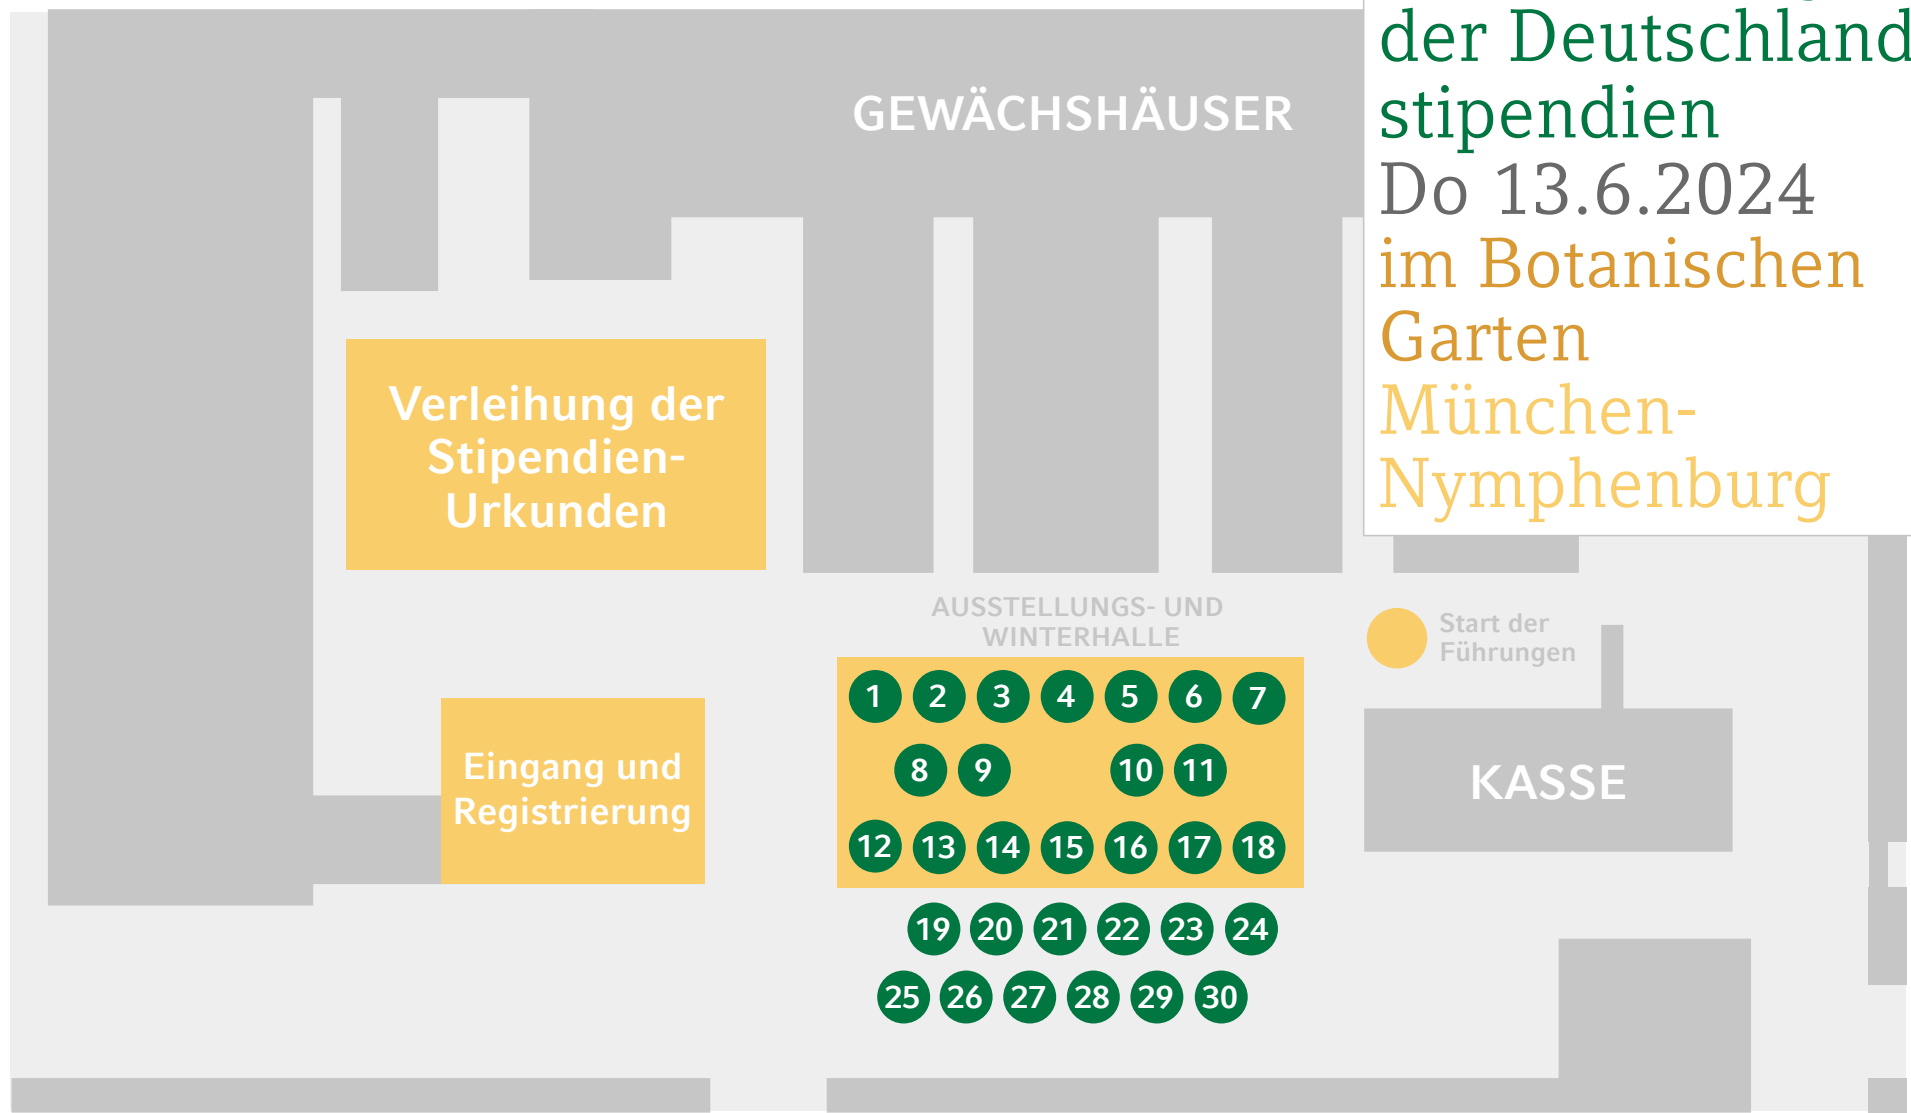 der Deutschland
stipendien
Do 13.6.2024
im Botanischen
Garten
München-
Nymphenburg
GEWÄCHSHÄUSER
Verleihung der
Stipendien-
Urkunden
AUSSTELLUNGS- UND
WINTERHALLE
Start der
Führungen
Eingang und
Registrierung
KASSE
1 2 3 4 5 6 7
8 9 10 11
12 13 14 15 16 17 18
19 20 21 22 23 24
25 26 27 28 29 30